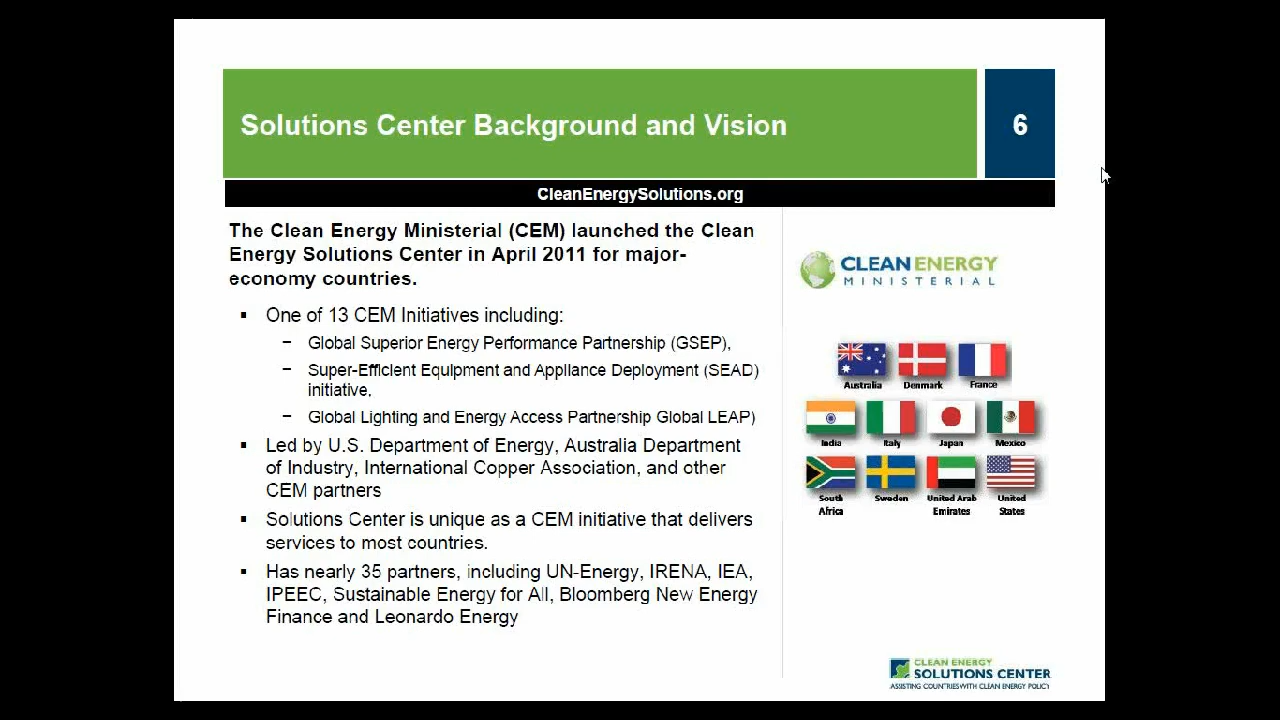 Solutions Center Background and Vision
6
CleanEnergySolutions.org
The Clean Energy Ministerial (CEM) launched the Clean
Energy Solutions Center in April 2011 for major-
economy countries.
▪ One of 13 CEM Initiatives including:
− Global Superior Energy Performance Partnership (GSEP),
− Super-Efficient Equipment and Appliance Deployment (SEAD)
initiative,
− Global Lighting and Energy Access Partnership Global LEAP)
▪ Led by U.S. Department of Energy, Australia Department
of Industry, International Copper Association, and other
CEM partners
▪ Solutions Center is unique as a CEM initiative that delivers
services to most countries.
▪ Has nearly 35 partners, including UN-Energy, IRENA, IEA,
IPEEC, Sustainable Energy for All, Bloomberg New Energy
Finance and Leonardo Energy
CLEAN ENERGY
MINISTERIAL
Australia Denmark France
India Italy Japan Mexico
South Sweden United Arab United
Africa Emirates States
CLEAN ENERGY
SOLUTIONS CENTER
ASSISTING COUNTRIES WITH CLEAN ENERGY POLICY